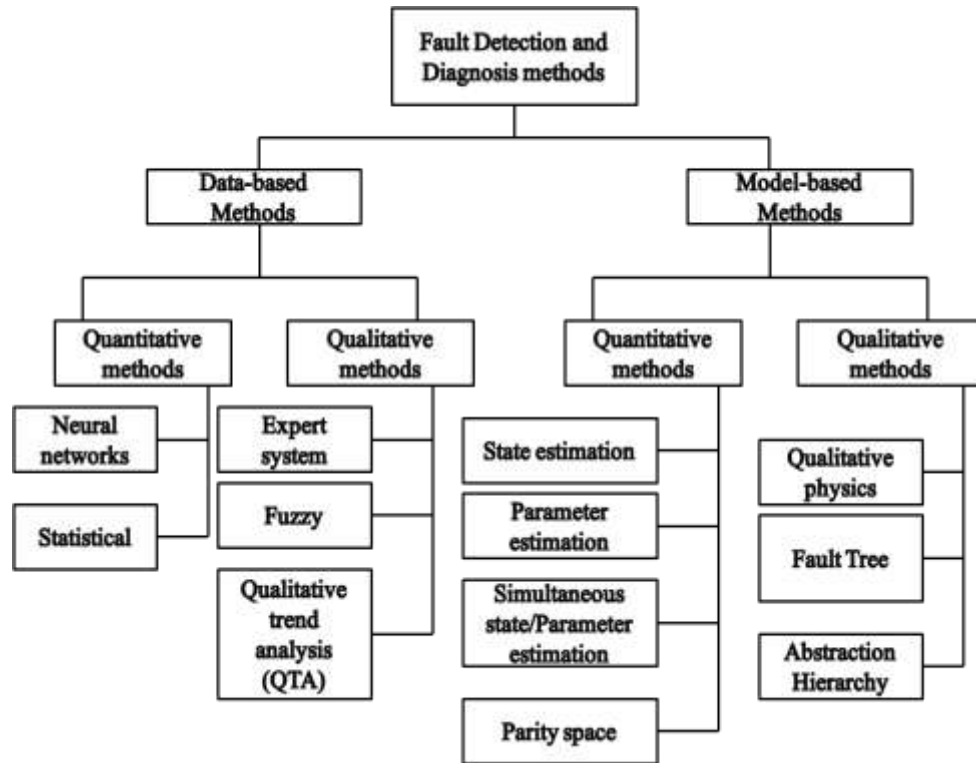 Fault Detection and
Diagnosis methods
Data-based
Methods
Model-based
Methods
Quantitative
methods
Qualitative
methods
Quantitative
methods
Qualitative
methods
Neural
networks
Statistical
Expert
system
Fuzzy
Qualitative
trend
analysis
(QTA)
State estimation
Parameter
estimation
Simultaneous
state/Parameter
estimation
Parity space
Qualitative
physics
Fault Tree
Abstraction
Hierarchy